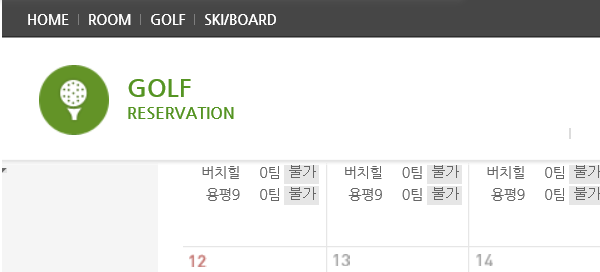 HOME | ROOM | GOLF | SKI/BOARD
GOLF
RESERVATION
버치힐 0팀 불가 버치힐 0팀 불가 버치힐 0팀 불가
용평9 0팀 불가 용평9 0팀 불가 용평9 0팀 불가
12 13 14